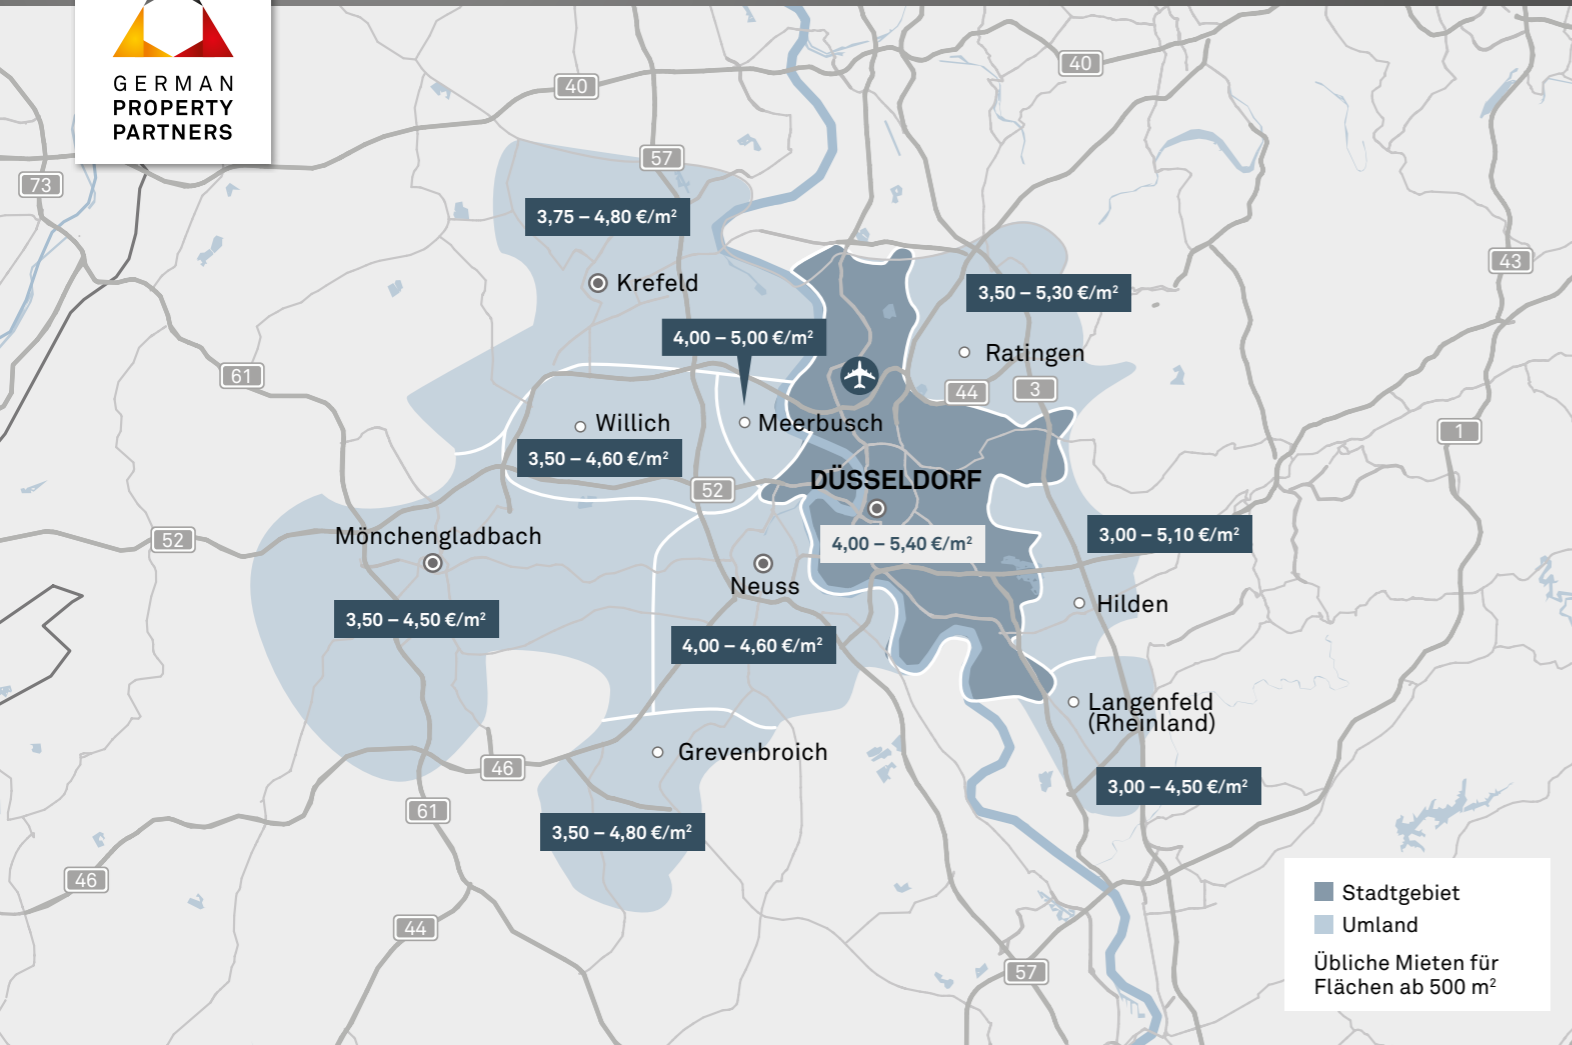 GERMAN
PROPERTY
PARTNERS
40
40
57
73
3,75 – 4,80 €/m²
43
Krefeld
3,50 – 5,30 €/m²
4,00 – 5,00 €/m²
Ratingen
61
44
3
Willich
Meerbusch
1
3,50 – 4,60 €/m²
52
DÜSSELDORF
4,00 – 5,40 €/m²
Mönchengladbach
52
3,00 – 5,10 €/m²
Neuss
Hilden
3,50 – 4,50 €/m²
4,00 – 4,60 €/m²
Langenfeld
(Rheinland)
Grevenbroich
46
3,00 – 4,50 €/m²
61
3,50 – 4,80 €/m²
46
44
57
Stadtgebiet
Umland
Übliche Mieten für
Flächen ab 500 m²